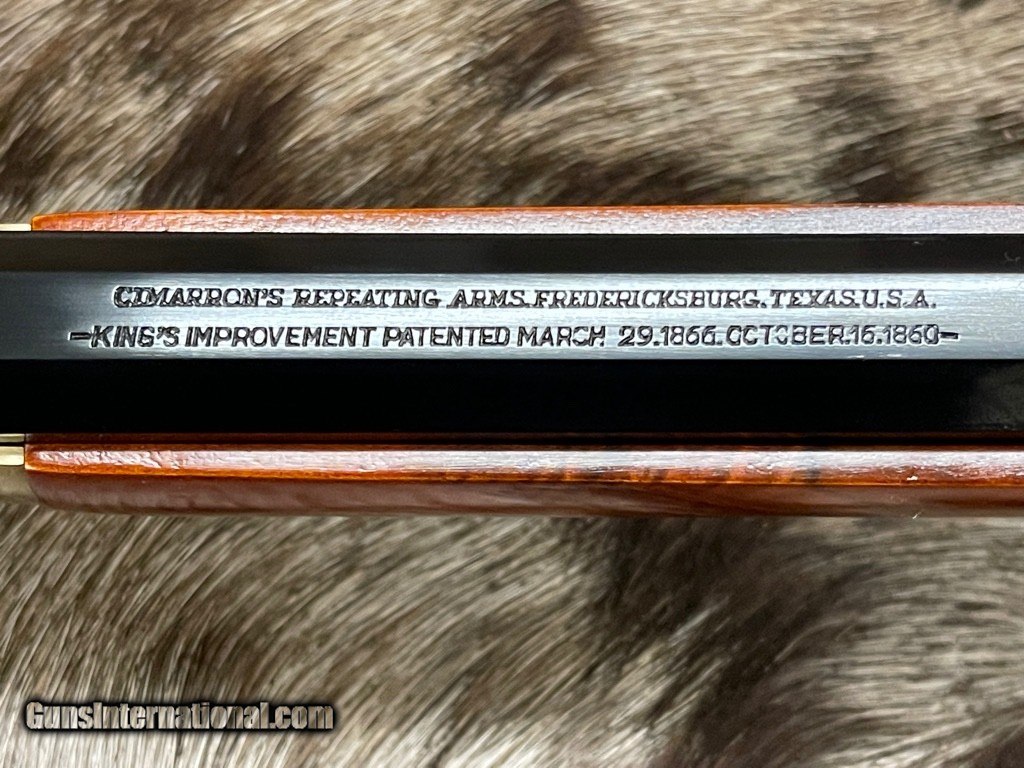 CIMARRON'S REPEATING ARMS.FREDERICKSBURG.TEXAS.U.S.A.
-KING'S IMPROVEMENT PATENTED MARCH 29.1866.OCTOBER.16.1860-
GunsInternational.com